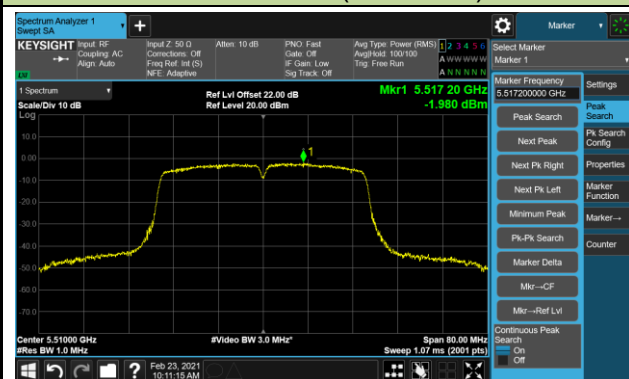 Spectrum Analyzer 1
Swept SA
+
Marker
KEYSIGHT
Input: RF
Coupling: AC
Align: Auto
Input Z: 50 Ω
Corrections: Off
Freq Ref: Int (S)
NFE: Adaptive
Atten: 10 dB
PNO: Fast
Gate: Off
IF Gain: Low
Sig Track: Off
Avg Type: Power (RMS)
Avg|Hold: 100/100
Trig: Free Run
1 2 3 4 5 6
A W W W W W
A N N N N N
Select Marker
Marker 1
1 Spectrum
Scale/Div 10 dB
Log
Ref Lvl Offset 22.00 dB
Ref Level 20.00 dBm
Mkr1 5.517 20 GHz
-1.980 dBm
10.0
0.00
-10.0
-20.0
-30.0
-40.0
-50.0
-60.0
-70.0
1
Center 5.51000 GHz
#Res BW 1.0 MHz
#Video BW 3.0 MHz*
Span 80.00 MHz
Sweep 1.07 ms (2001 pts)
Marker Frequency
5.517200000 GHz
Peak Search
Next Peak
Next Pk Right
Next Pk Left
Minimum Peak
Pk-Pk Search
Marker Delta
Mkr→CF
Mkr→Ref Lvl
Continuous Peak
Search
On
Off
Settings
Peak
Search
Pk Search
Config
Properties
Marker
Function
Marker→
Counter
?
Feb 23, 2021
10:11:15 AM